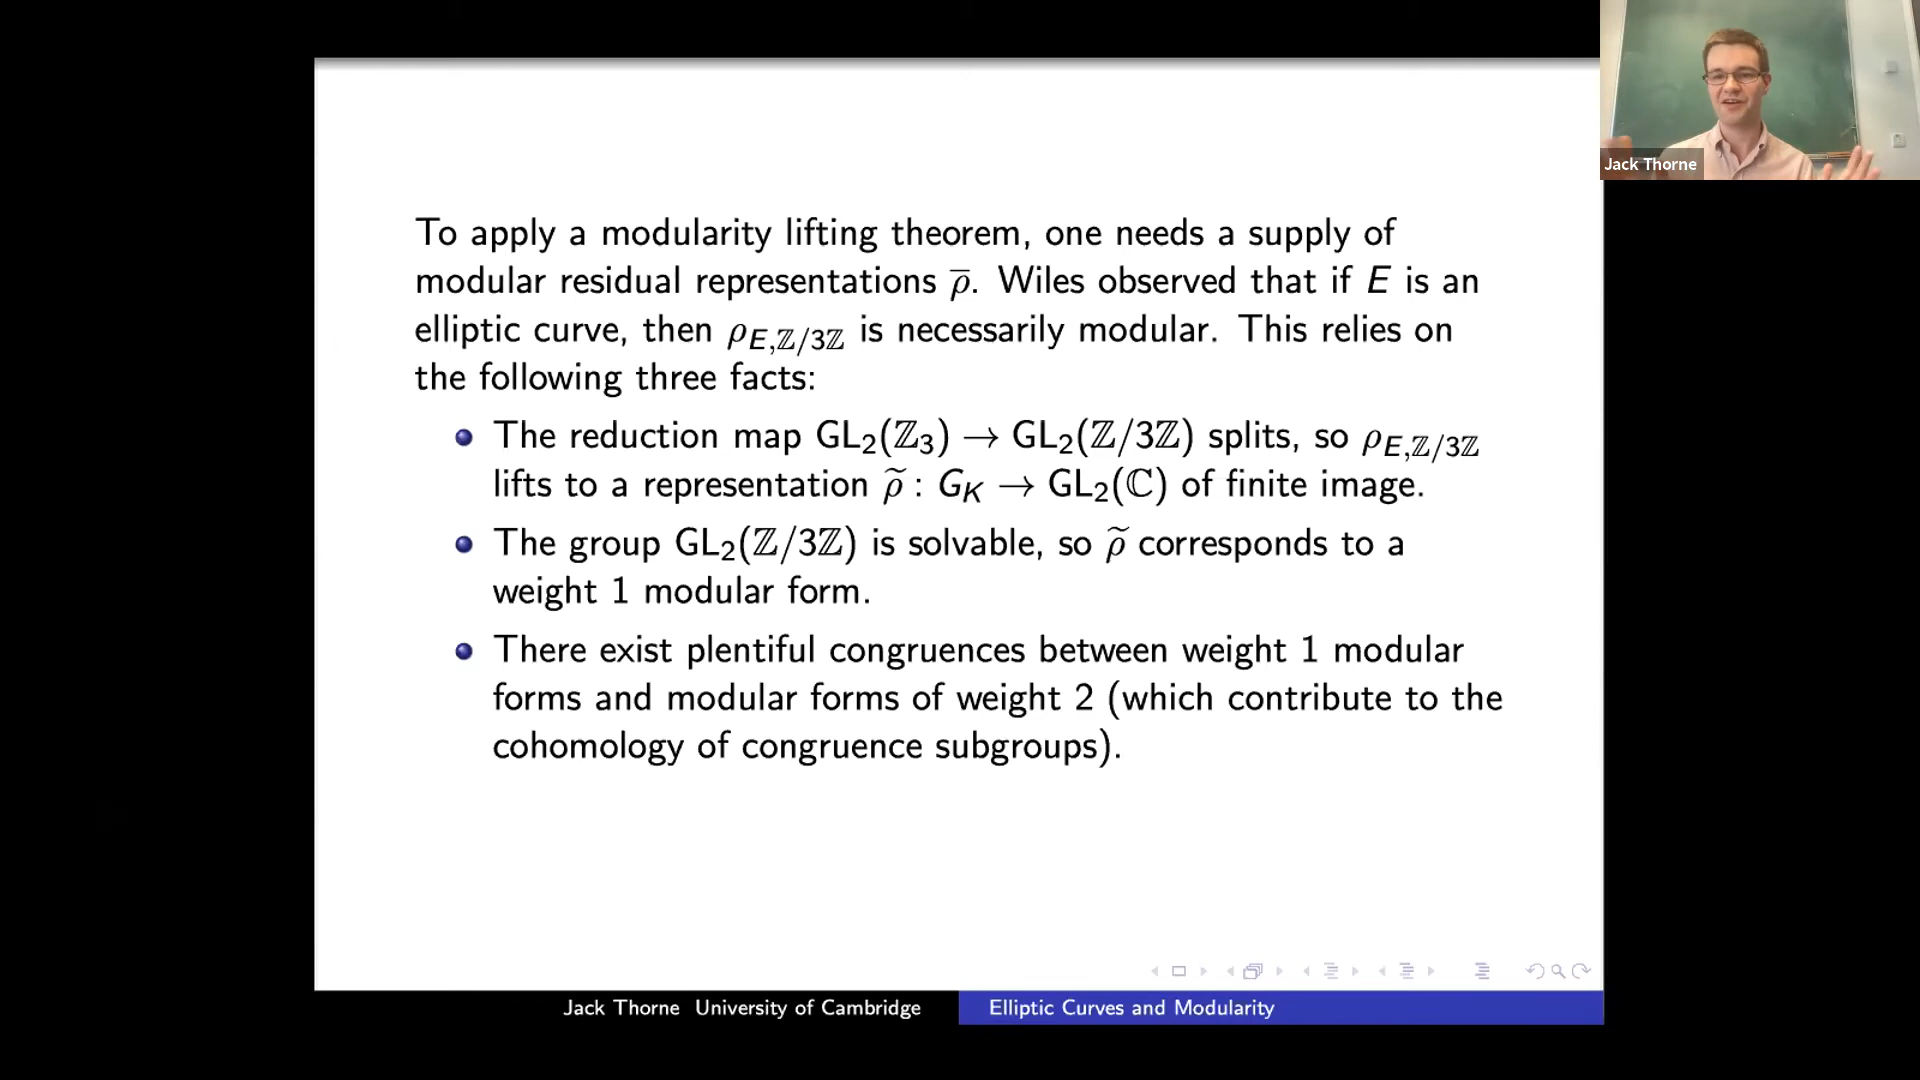 Jack Thorne
To apply a modularity lifting theorem, one needs a supply of
modular residual representations ρ̅. Wiles observed that if E is an
elliptic curve, then ρ_{E,ℤ/3ℤ} is necessarily modular. This relies on
the following three facts:
The reduction map GL₂(ℤ₃) → GL₂(ℤ/3ℤ) splits, so ρ_{E,ℤ/3ℤ}
lifts to a representation ρ̃ : G_K → GL₂(ℂ) of finite image.
The group GL₂(ℤ/3ℤ) is solvable, so ρ̃ corresponds to a
weight 1 modular form.
There exist plentiful congruences between weight 1 modular
forms and modular forms of weight 2 (which contribute to the
cohomology of congruence subgroups).
Jack Thorne University of Cambridge
Elliptic Curves and Modularity